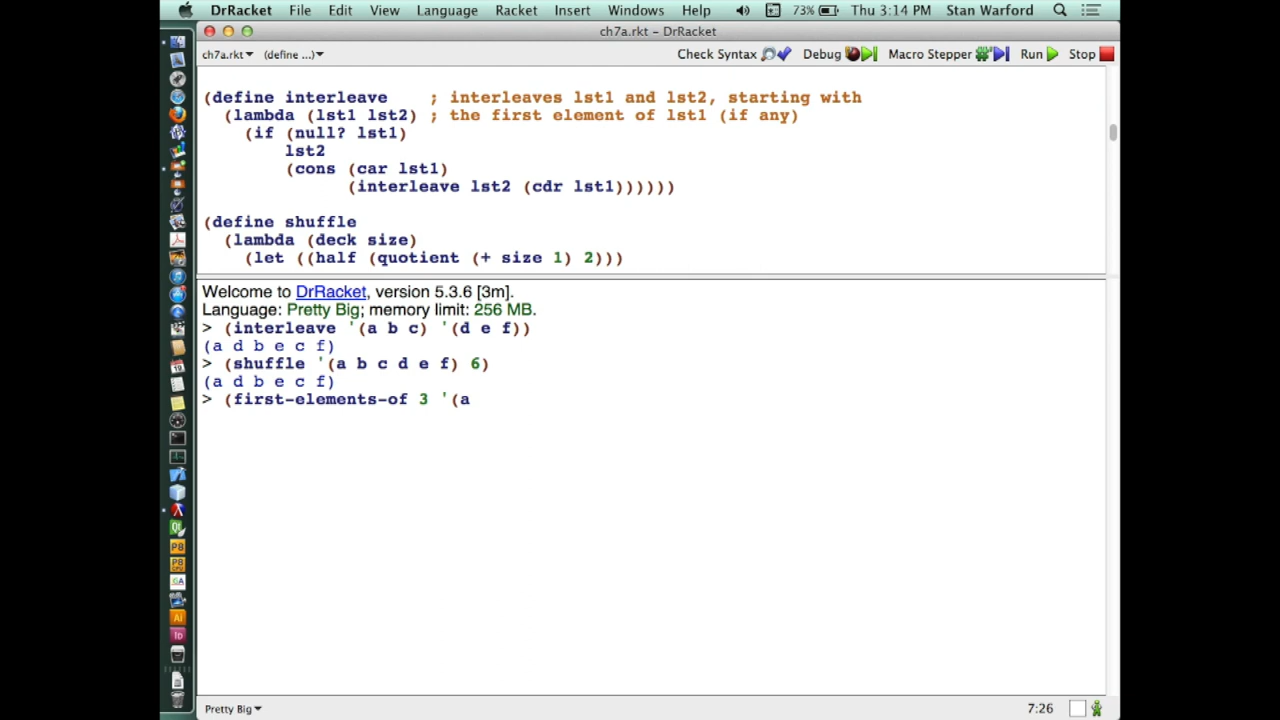 DrRacket File Edit View Language Racket Insert Windows Help 73% Thu 3:14 PM Stan Warford
ch7a.rkt – DrRacket
ch7a.rkt (define ...) Check Syntax Debug Macro Stepper Run Stop
(define interleave ; interleaves lst1 and lst2, starting with
(lambda (lst1 lst2) ; the first element of lst1 (if any)
(if (null? lst1)
lst2
(cons (car lst1)
(interleave lst2 (cdr lst1))))))
(define shuffle
(lambda (deck size)
(let ((half (quotient (+ size 1) 2)))
Welcome to DrRacket, version 5.3.6 [3m].
Language: Pretty Big; memory limit: 256 MB.
> (interleave '(a b c) '(d e f))
(a d b e c f)
> (shuffle '(a b c d e f) 6)
(a d b e c f)
> (first-elements-of 3 '(a
Pretty Big 7:26